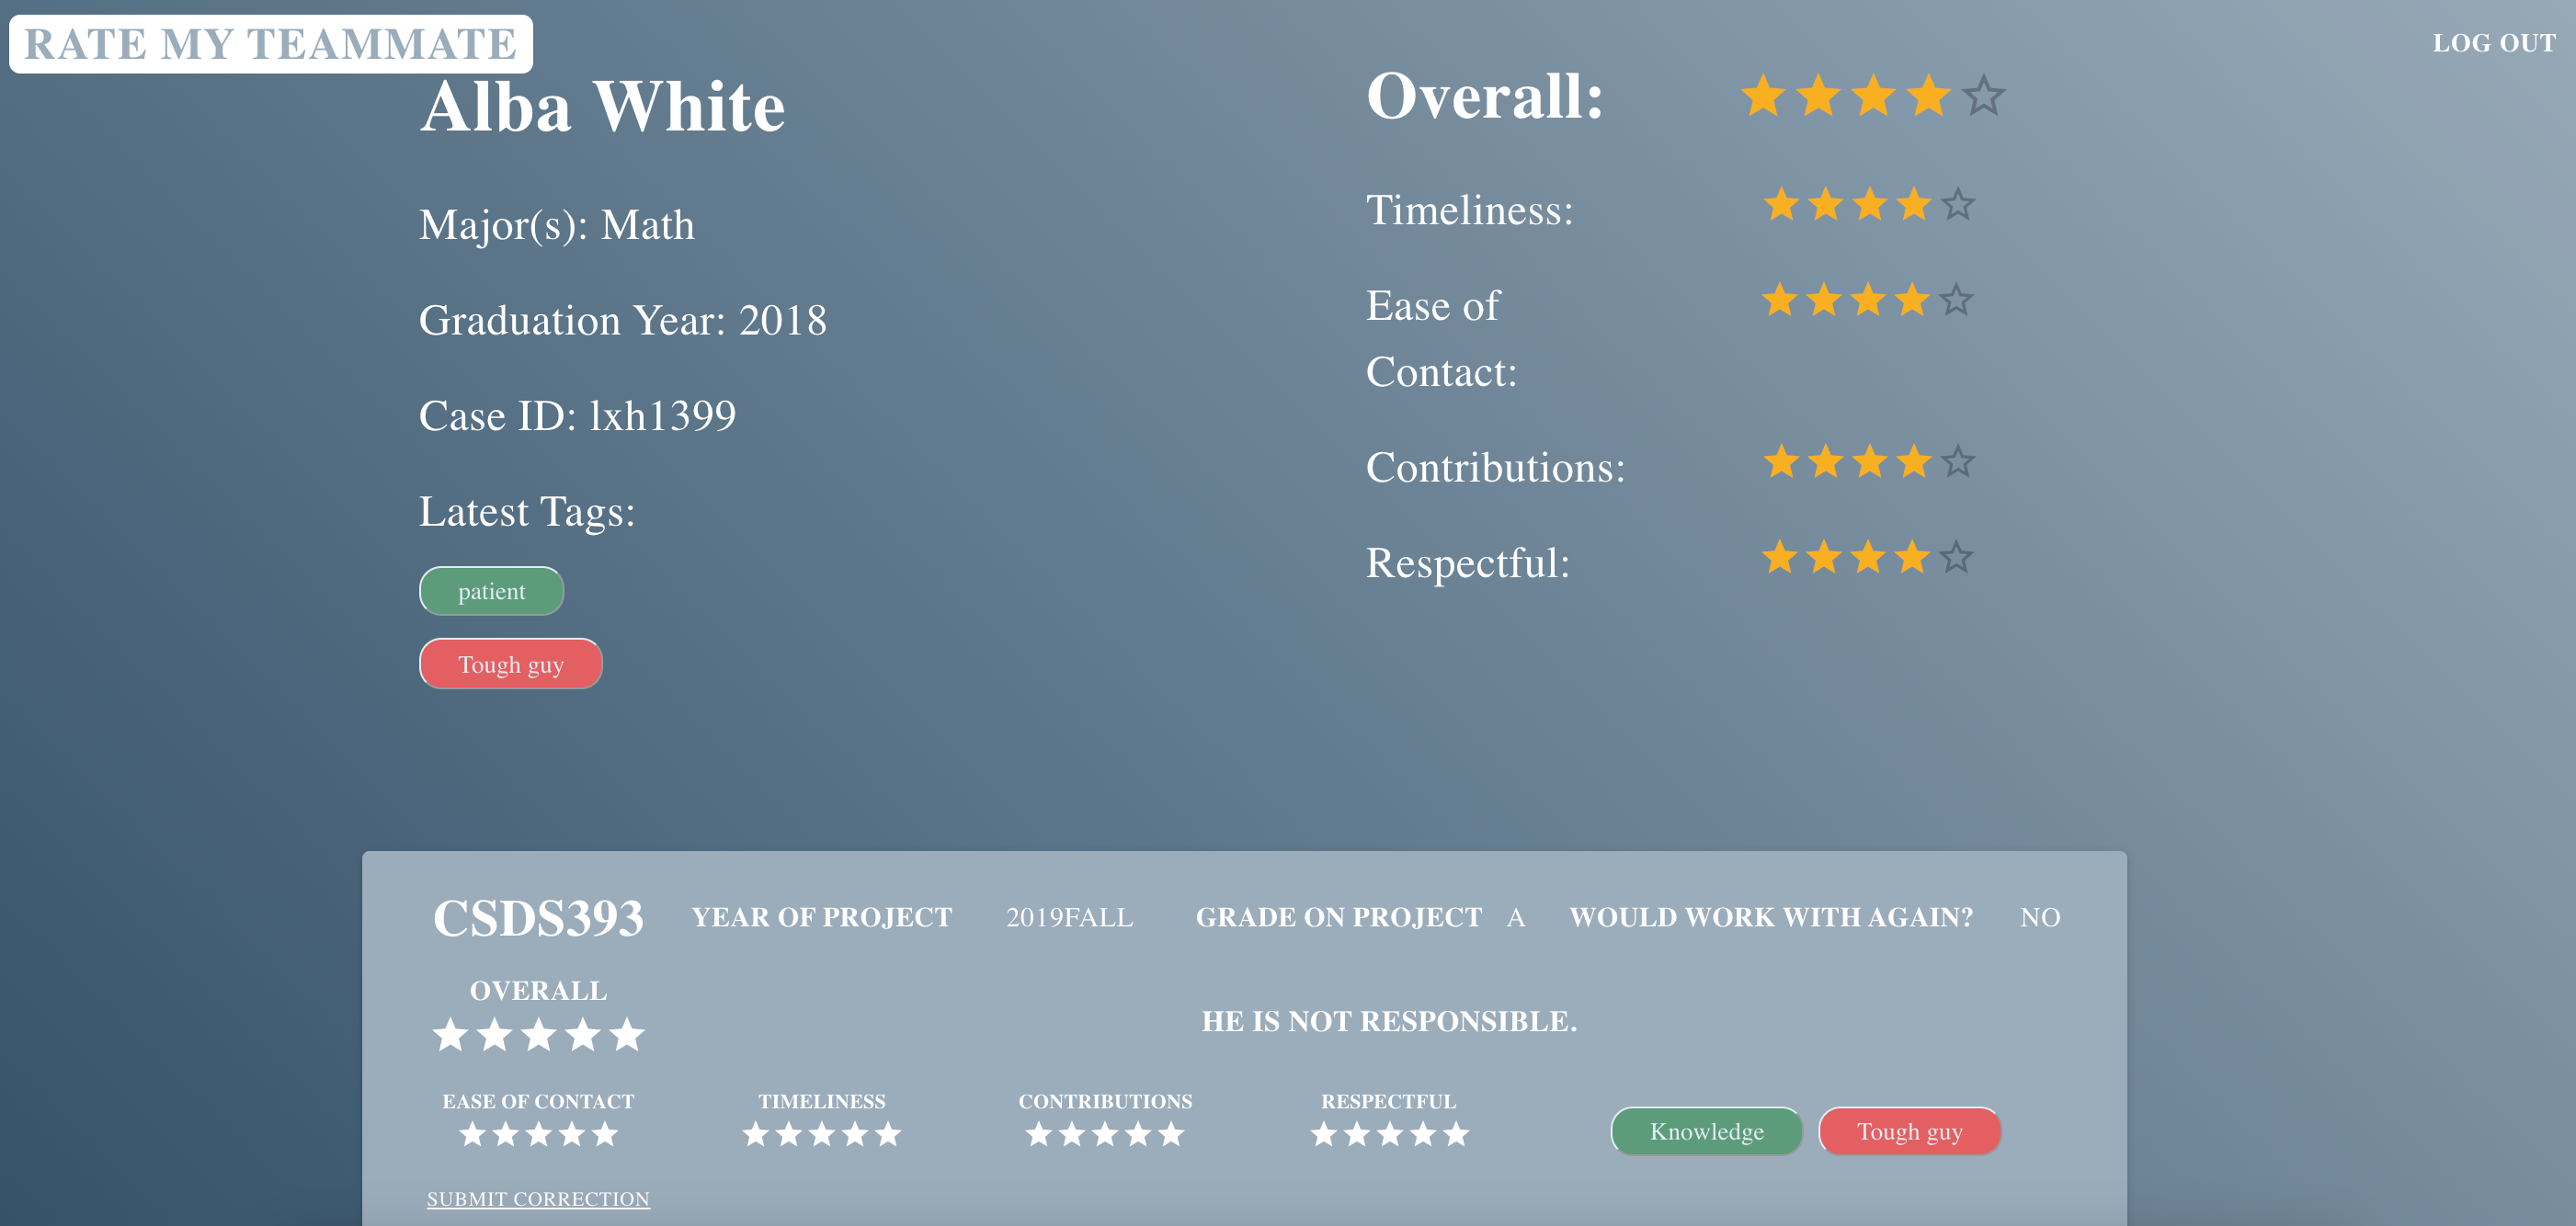 RATE MY TEAMMATE
LOG OUT
Alba White
Major(s): Math
Graduation Year: 2018
Case ID: lxh1399
Latest Tags:
patient
Tough guy
Overall:
Timeliness:
Ease of
Contact:
Contributions:
Respectful:
CSDS393 YEAR OF PROJECT 2019FALL GRADE ON PROJECT A WOULD WORK WITH AGAIN? NO
OVERALL
HE IS NOT RESPONSIBLE.
EASE OF CONTACT TIMELINESS CONTRIBUTIONS RESPECTFUL
Knowledge Tough guy
SUBMIT CORRECTION